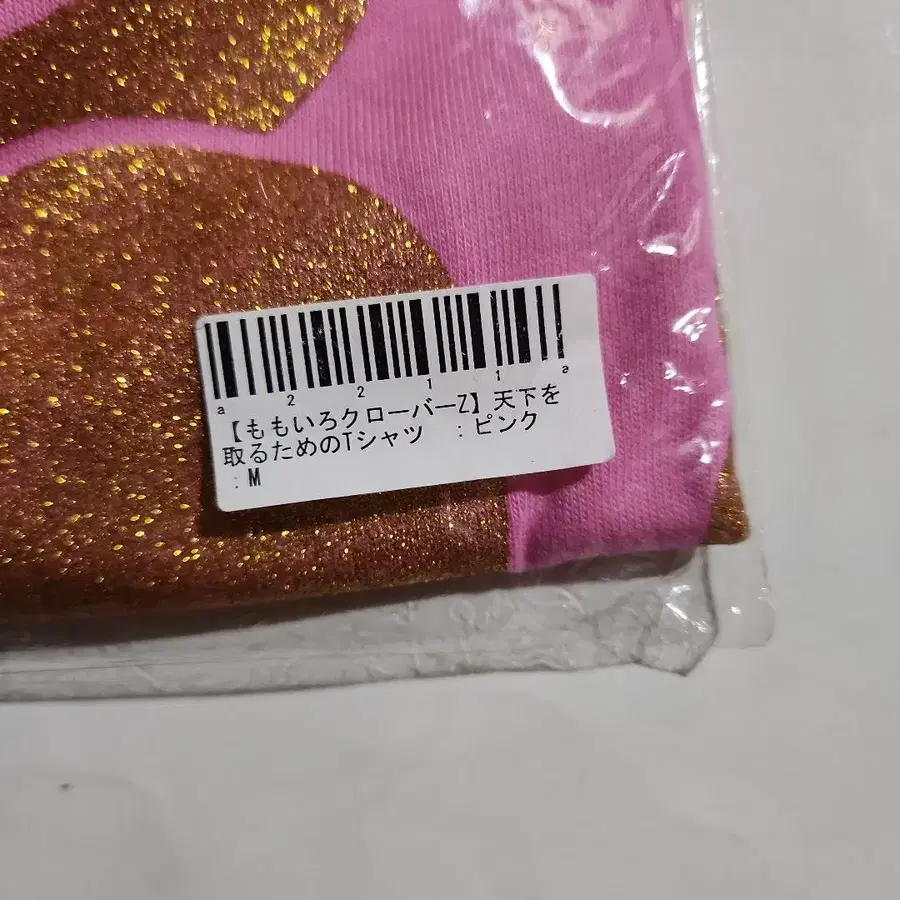 a 2 2 1 1 a
【ももいろクローバーZ】天下を
取るためのTシャツ : ピンク
: M